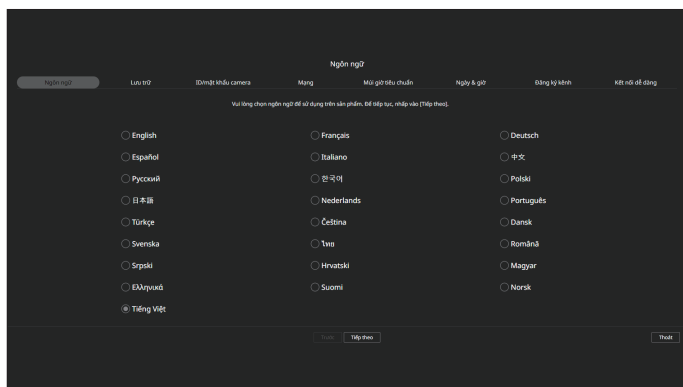 Ngôn ngữ
Ngôn ngữ Lưu trữ ID/mật khẩu camera Mạng Múi giờ tiêu chuẩn Ngày & giờ Đăng ký kênh Kết nối dễ dàng
Vui lòng chọn ngôn ngữ để sử dụng trên sản phẩm. Để tiếp tục, nhấp vào [Tiếp theo].
English Français Deutsch
Español Italiano 中文
Русский 한국어 Polski
日本語 Nederlands Português
Türkçe Čeština Dansk
Svenska ไทย Română
Srpski Hrvatski Magyar
Ελληνικά Suomi Norsk
Tiếng Việt
Trước Tiếp theo Thoát